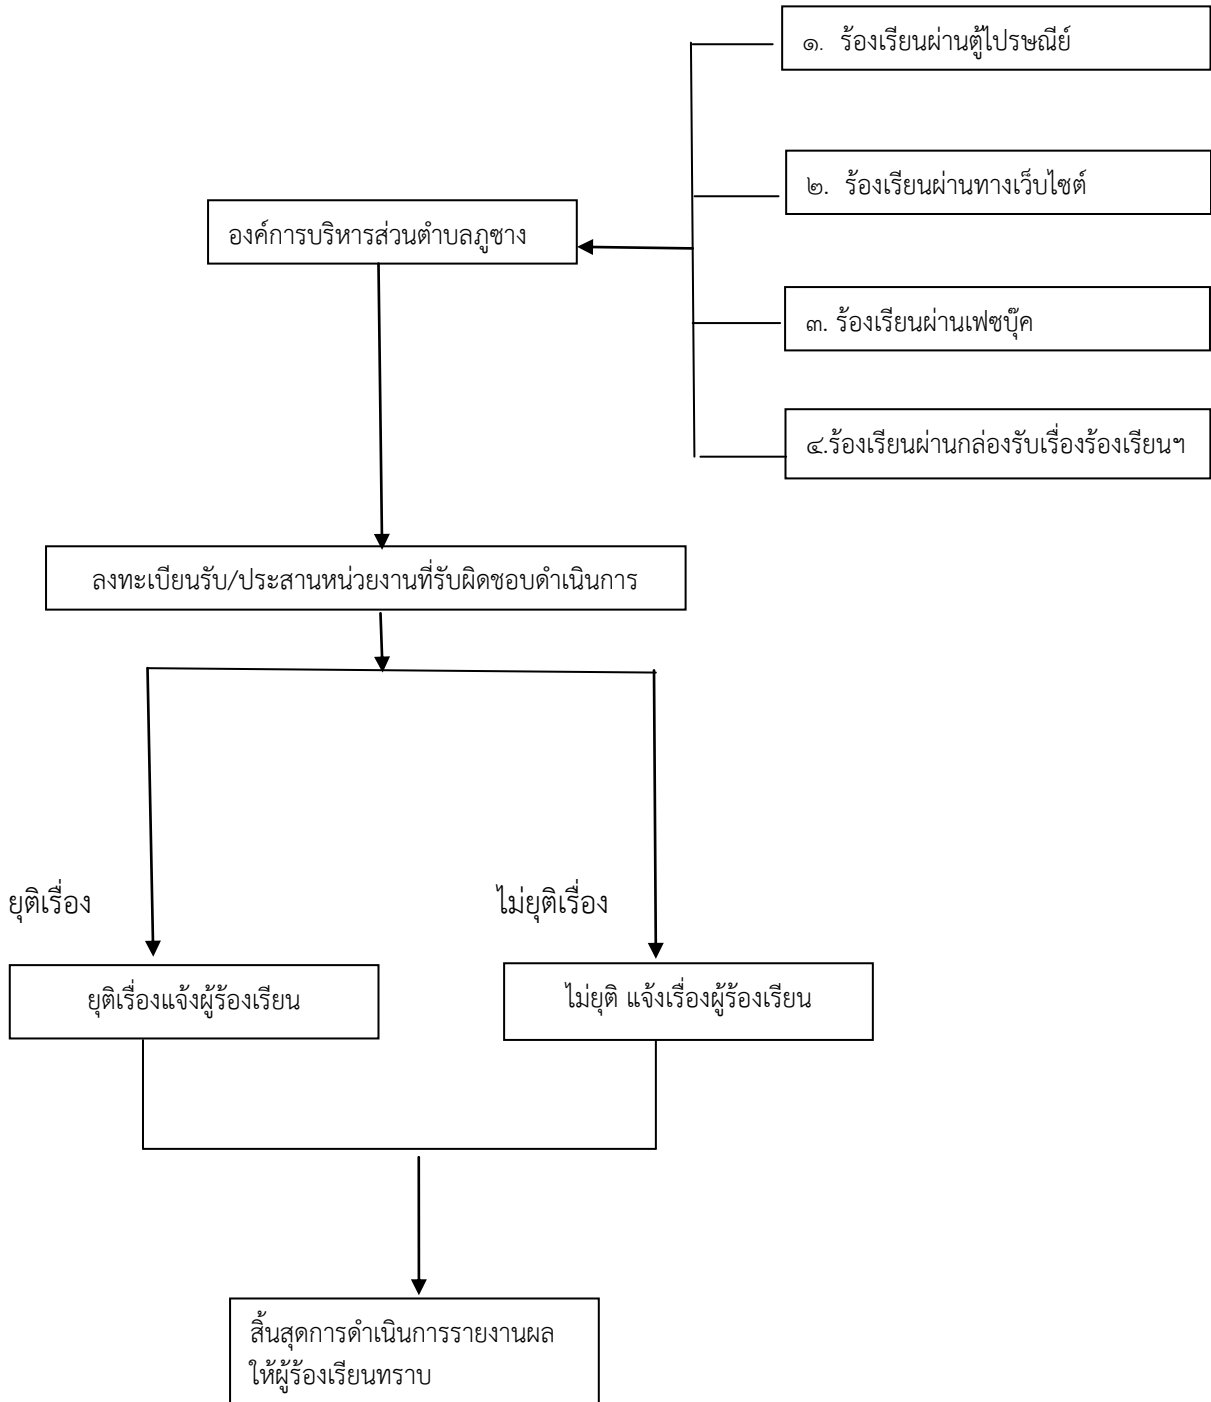 ๑.  ร้องเรียนผ่านตู้ไปรษณีย์
๒.  ร้องเรียนผ่านทางเว็บไซต์
องค์การบริหารส่วนตำบลภูซาง
๓. ร้องเรียนผ่านเฟซบุ๊ค
๔.ร้องเรียนผ่านกล่องรับเรื่องร้องเรียนฯ
ลงทะเบียนรับ/ประสานหน่วยงานที่รับผิดชอบดำเนินการ
ยุติเรื่อง
ไม่ยุติเรื่อง
ยุติเรื่องแจ้งผู้ร้องเรียน
ไม่ยุติ แจ้งเรื่องผู้ร้องเรียน
สิ้นสุดการดำเนินการรายงานผล
ให้ผู้ร้องเรียนทราบ